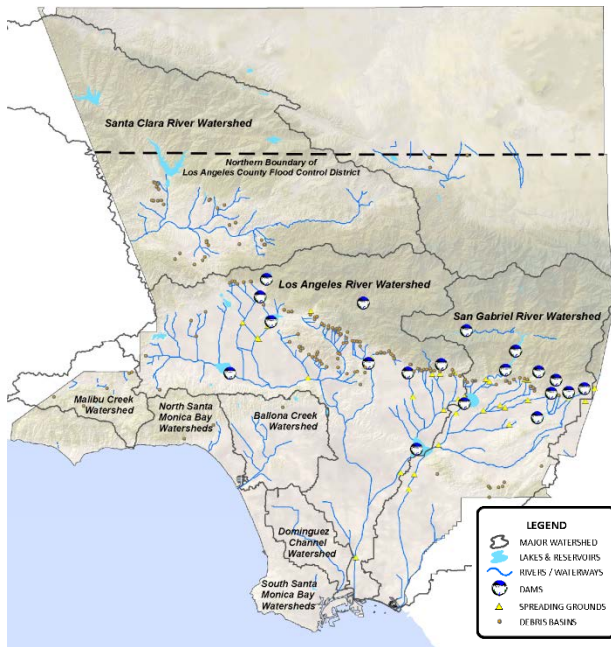 Santa Clara River Watershed
Northern Boundary of
Los Angeles County Flood Control District
Los Angeles River Watershed
San Gabriel River Watershed
Malibu Creek
Watershed
North Santa
Monica Bay
Watersheds
Ballona Creek
Watershed
Dominguez
Channel
Watershed
South Santa
Monica Bay
Watersheds
LEGEND
MAJOR WATERSHED
LAKES & RESERVOIRS
RIVERS / WATERWAYS
DAMS
SPREADING GROUNDS
DEBRIS BASINS